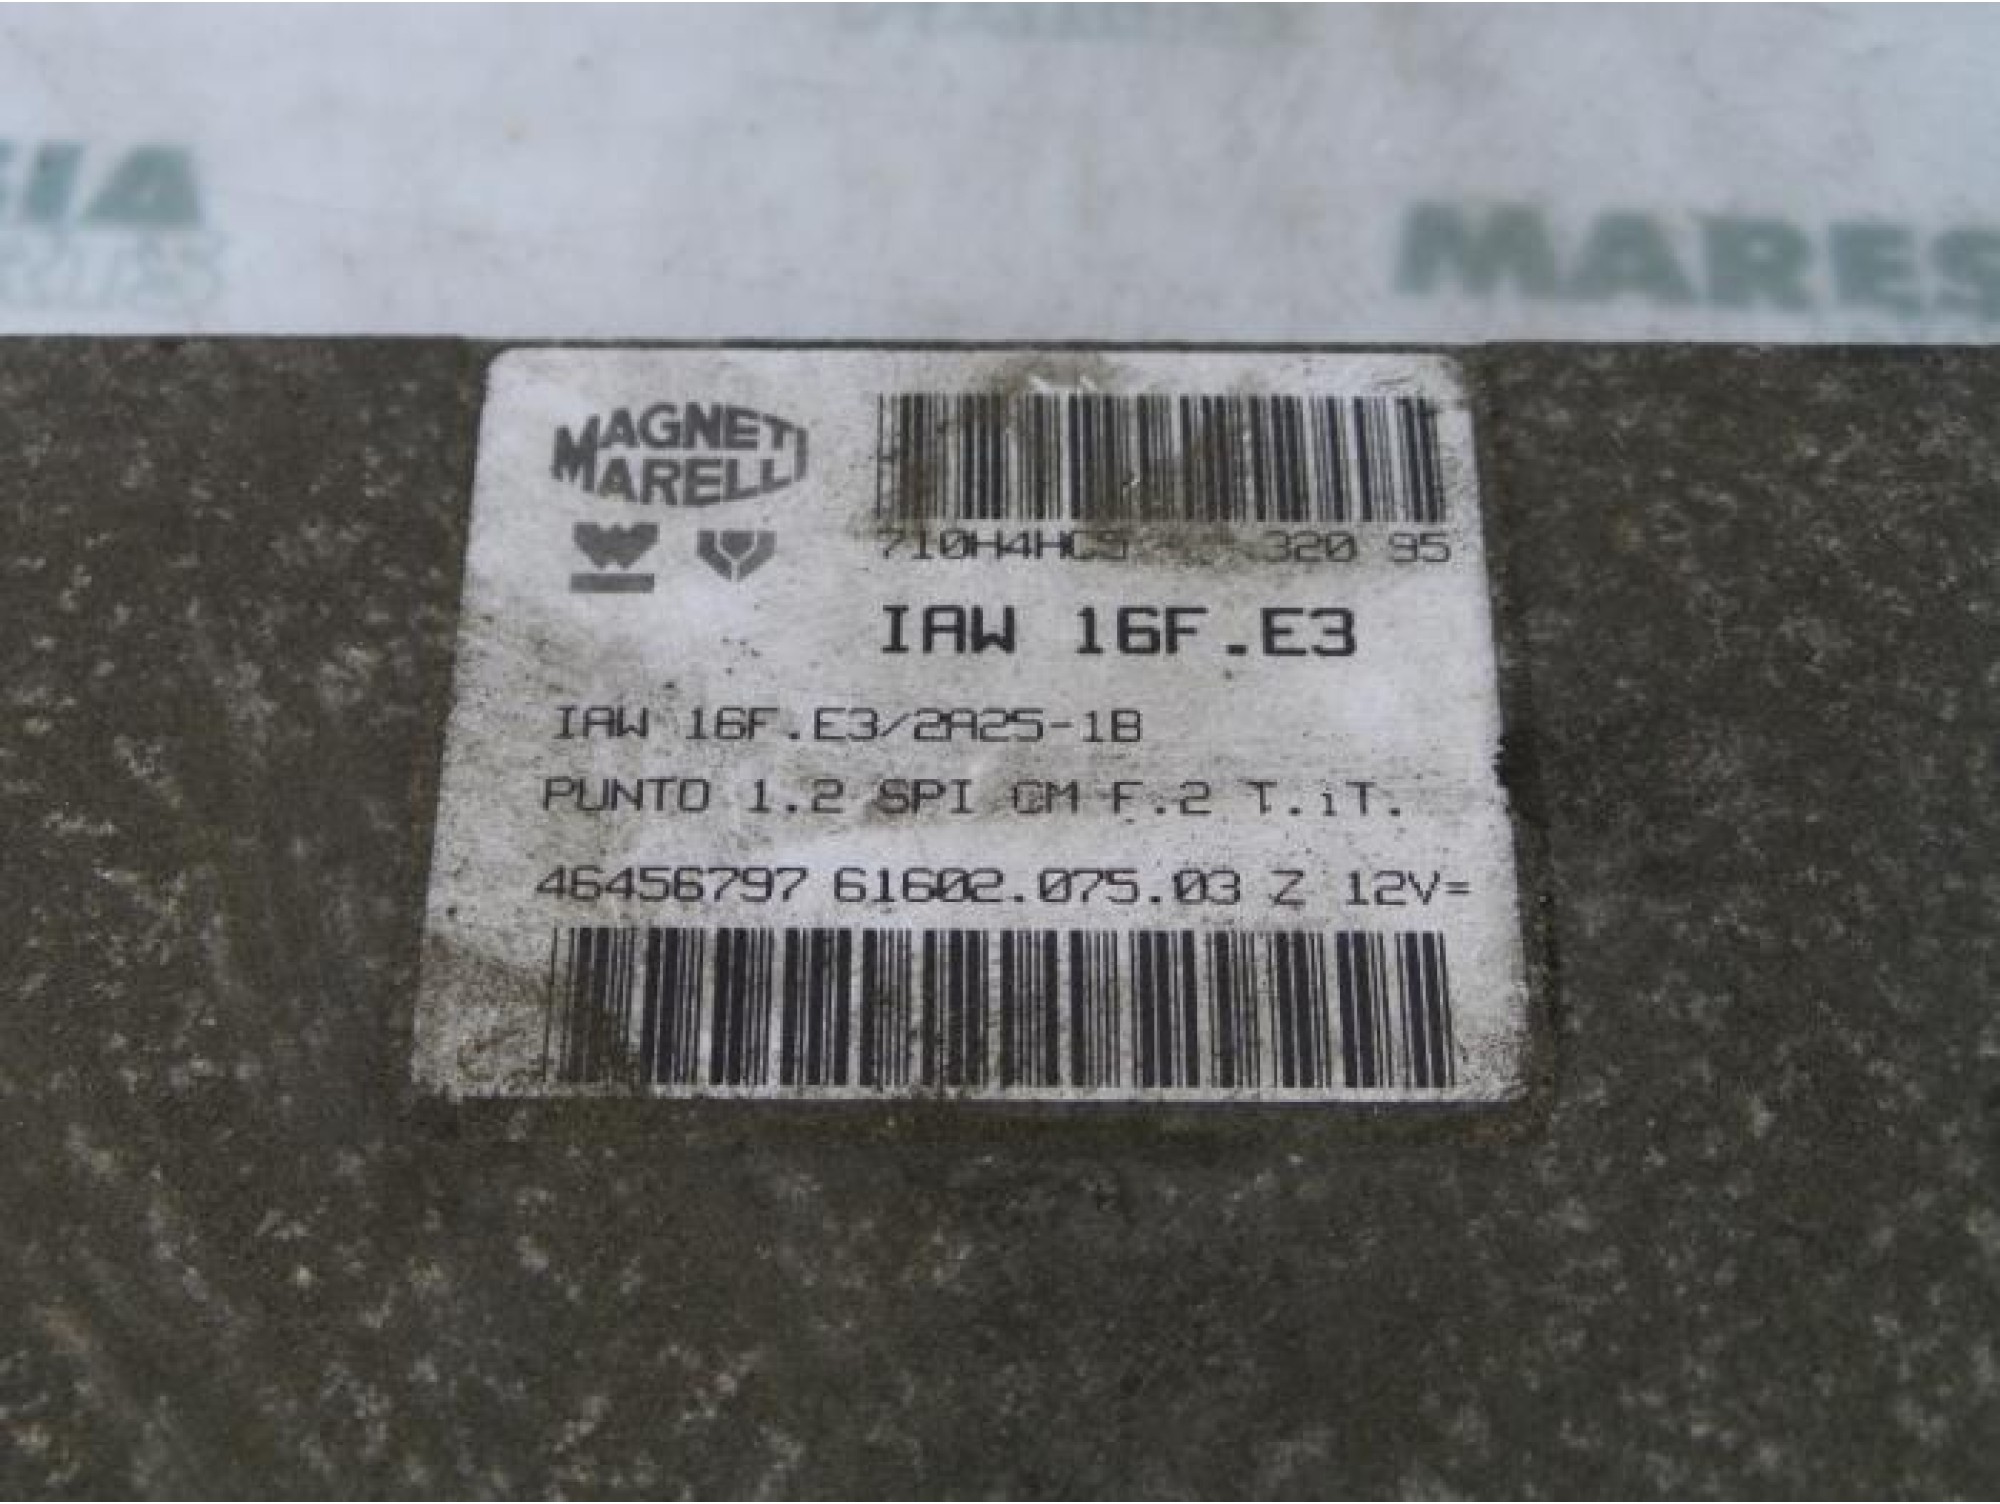 MARES
MAGNETI
MARELLI
320 95
IAW 16F.E3
IAW 16F.E3/2A25-1B
PUNTO 1.2 SPI CM F.2 T.iT.
46456797 61602.075.03 Z 12V=